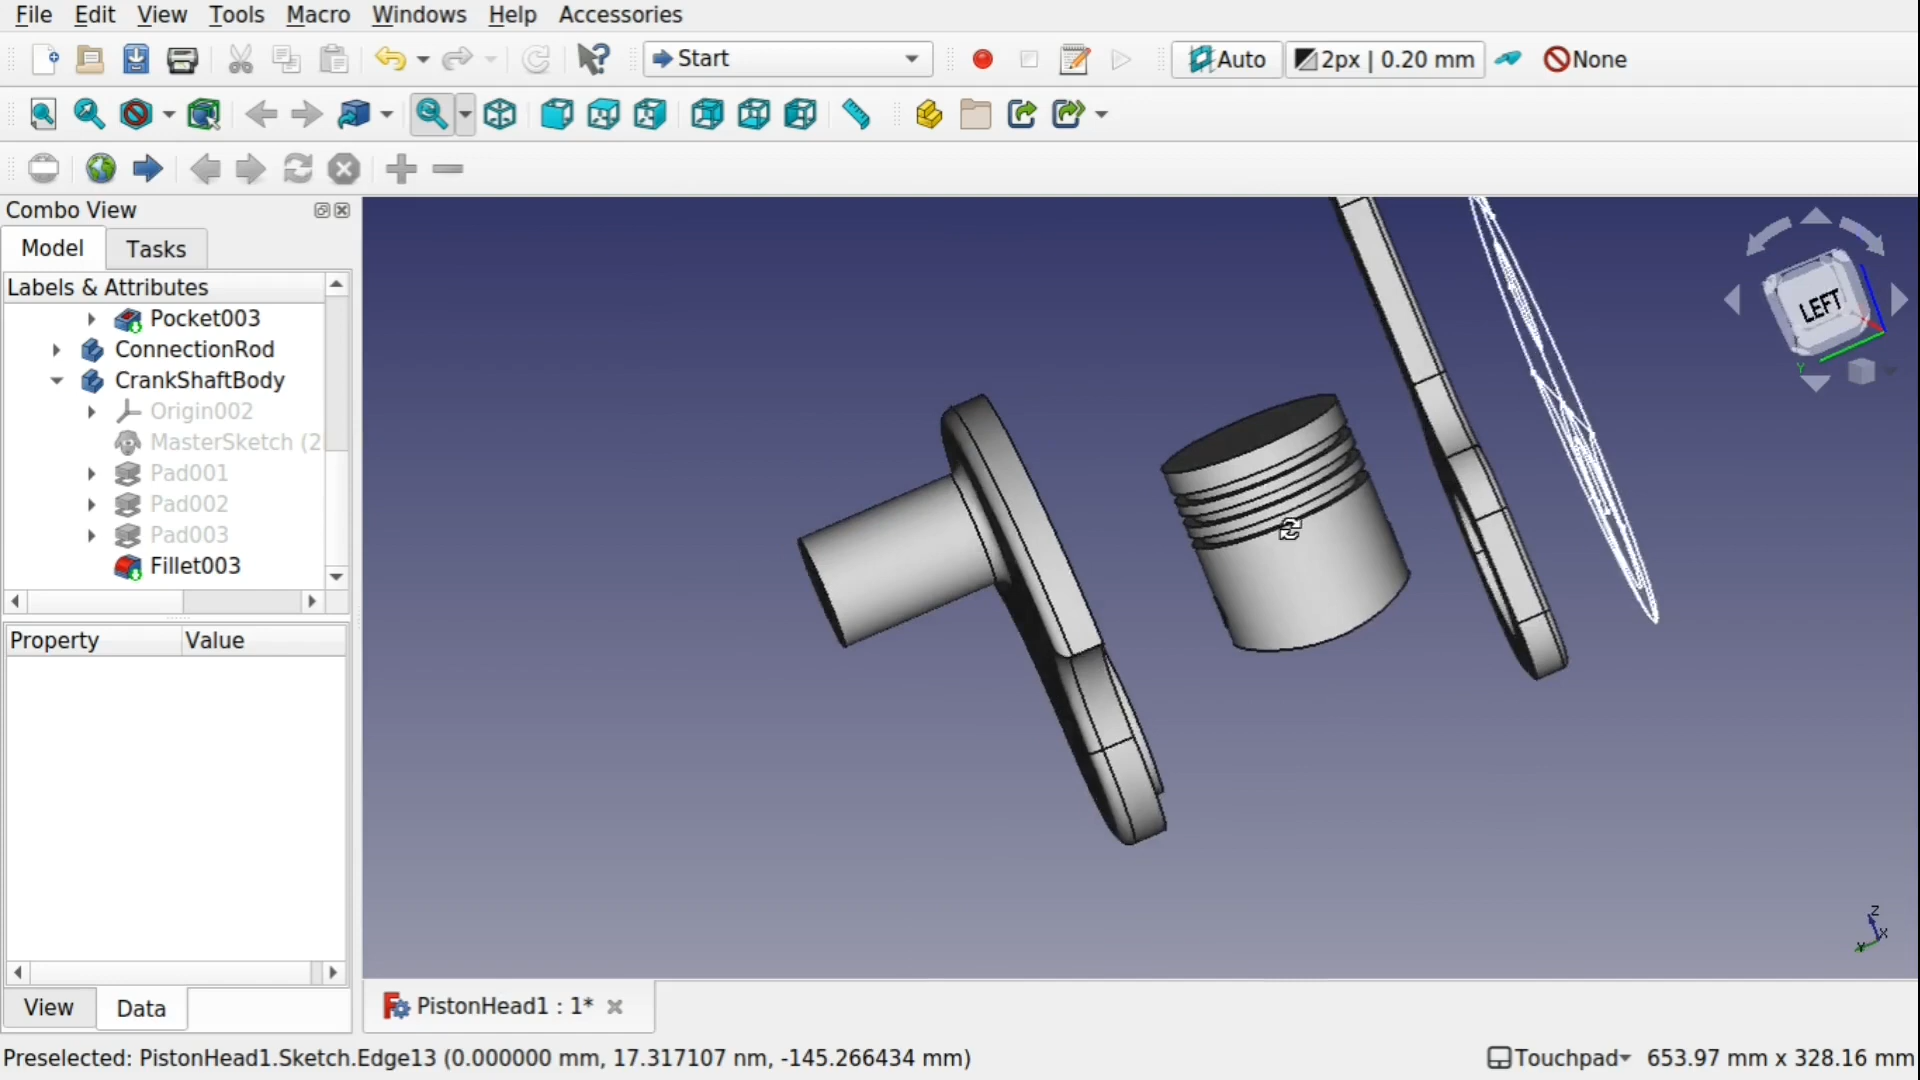 File Edit View Tools Macro Windows Help Accessories
Start
Auto
2px | 0.20 mm
None
Combo View
Model
Tasks
Labels & Attributes
Pocket003
ConnectionRod
CrankShaftBody
Origin002
MasterSketch (2
Pad001
Pad002
Pad003
Fillet003
Property
Value
View
Data
LEFT
Y
Z
X
Y
PistonHead1 : 1*
Preselected: PistonHead1.Sketch.Edge13 (0.000000 mm, 17.317107 nm, -145.266434 mm)
Touchpad
653.97 mm x 328.16 mm